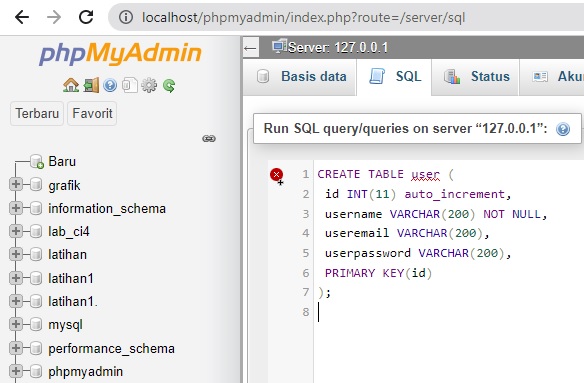 localhost/phpmyadmin/index.php?route=/server/sql
phpMyAdmin
Terbaru Favorit
Baru
grafik
information_schema
lab_ci4
latihan
latihan1
latihan1.
mysql
performance_schema
phpmyadmin
Server: 127.0.0.1
Basis data SQL Status Aku
Run SQL query/queries on server “127.0.0.1”:
1 CREATE TABLE user (
2 id INT(11) auto_increment,
3 username VARCHAR(200) NOT NULL,
4 useremail VARCHAR(200),
5 userpassword VARCHAR(200),
6 PRIMARY KEY(id)
7 );
8